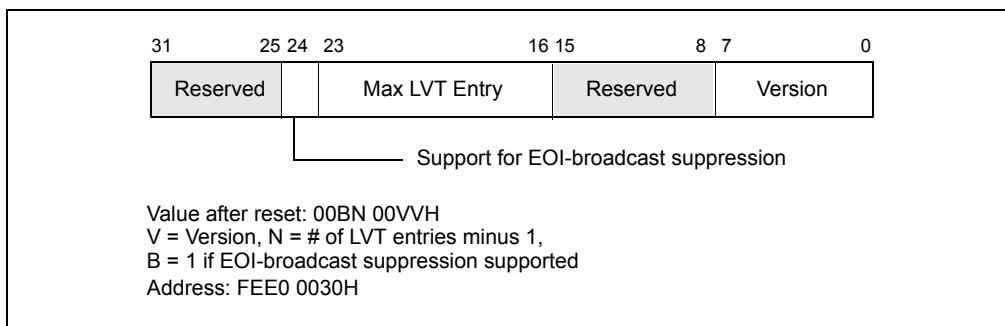 31 25 24 23 16 15 8 7 0
Reserved Max LVT Entry Reserved Version
Support for EOI-broadcast suppression
Value after reset: 00BN 00VVH
V = Version, N = # of LVT entries minus 1,
B = 1 if EOI-broadcast suppression supported
Address: FEE0 0030H